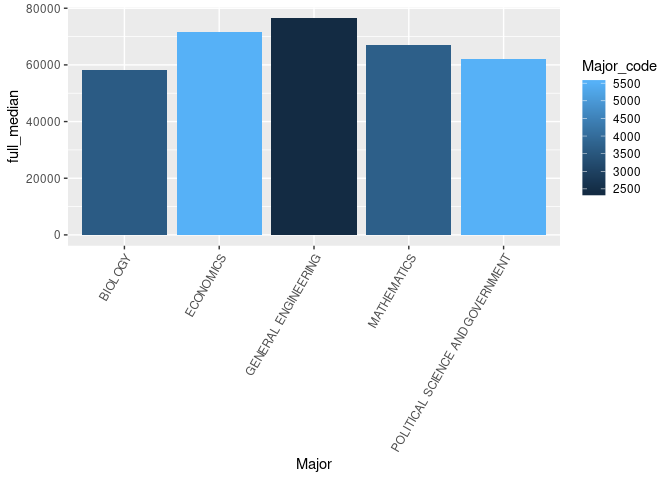 80000
60000
40000
20000
0
full_median
BIOLOGY
ECONOMICS
GENERAL ENGINEERING
MATHEMATICS
POLITICAL SCIENCE AND GOVERNMENT
Major
Major_code
5500
5000
4500
4000
3500
3000
2500